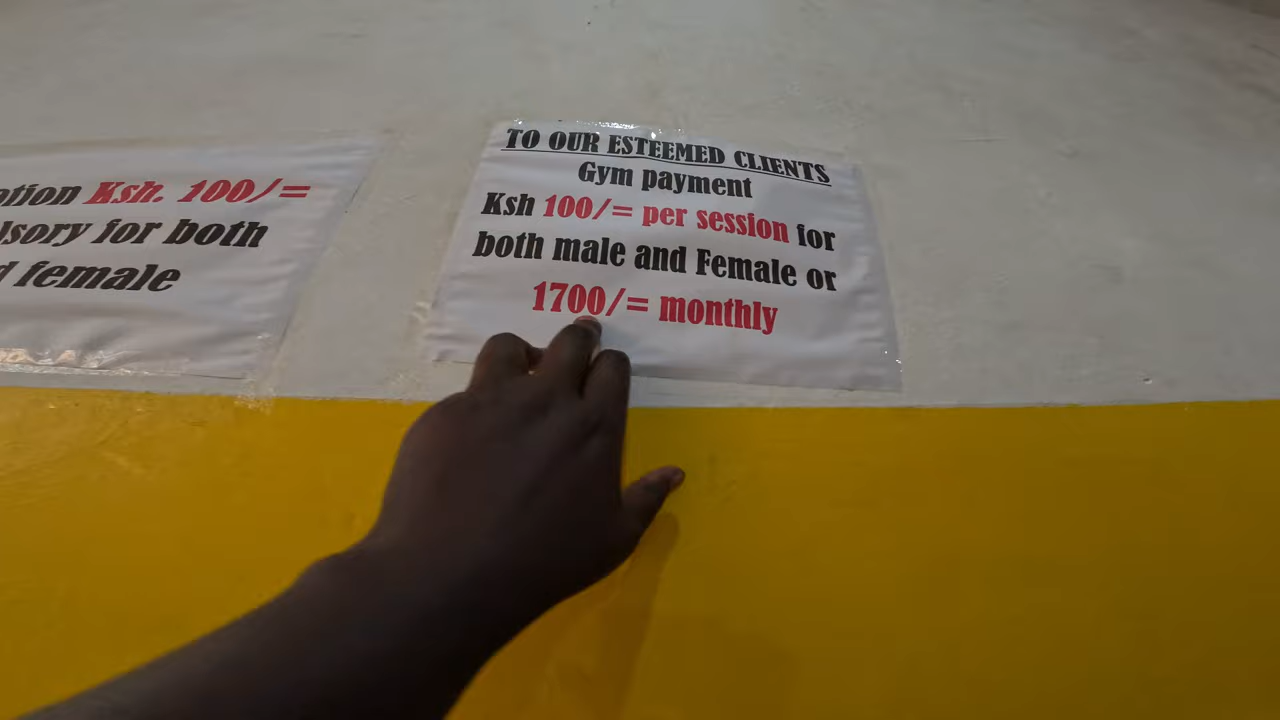 Ksh. 100/=
for both
female
TO OUR ESTEEMED CLIENTS
Gym payment
Ksh 100/= per session for
both male and Female or
1700/= monthly